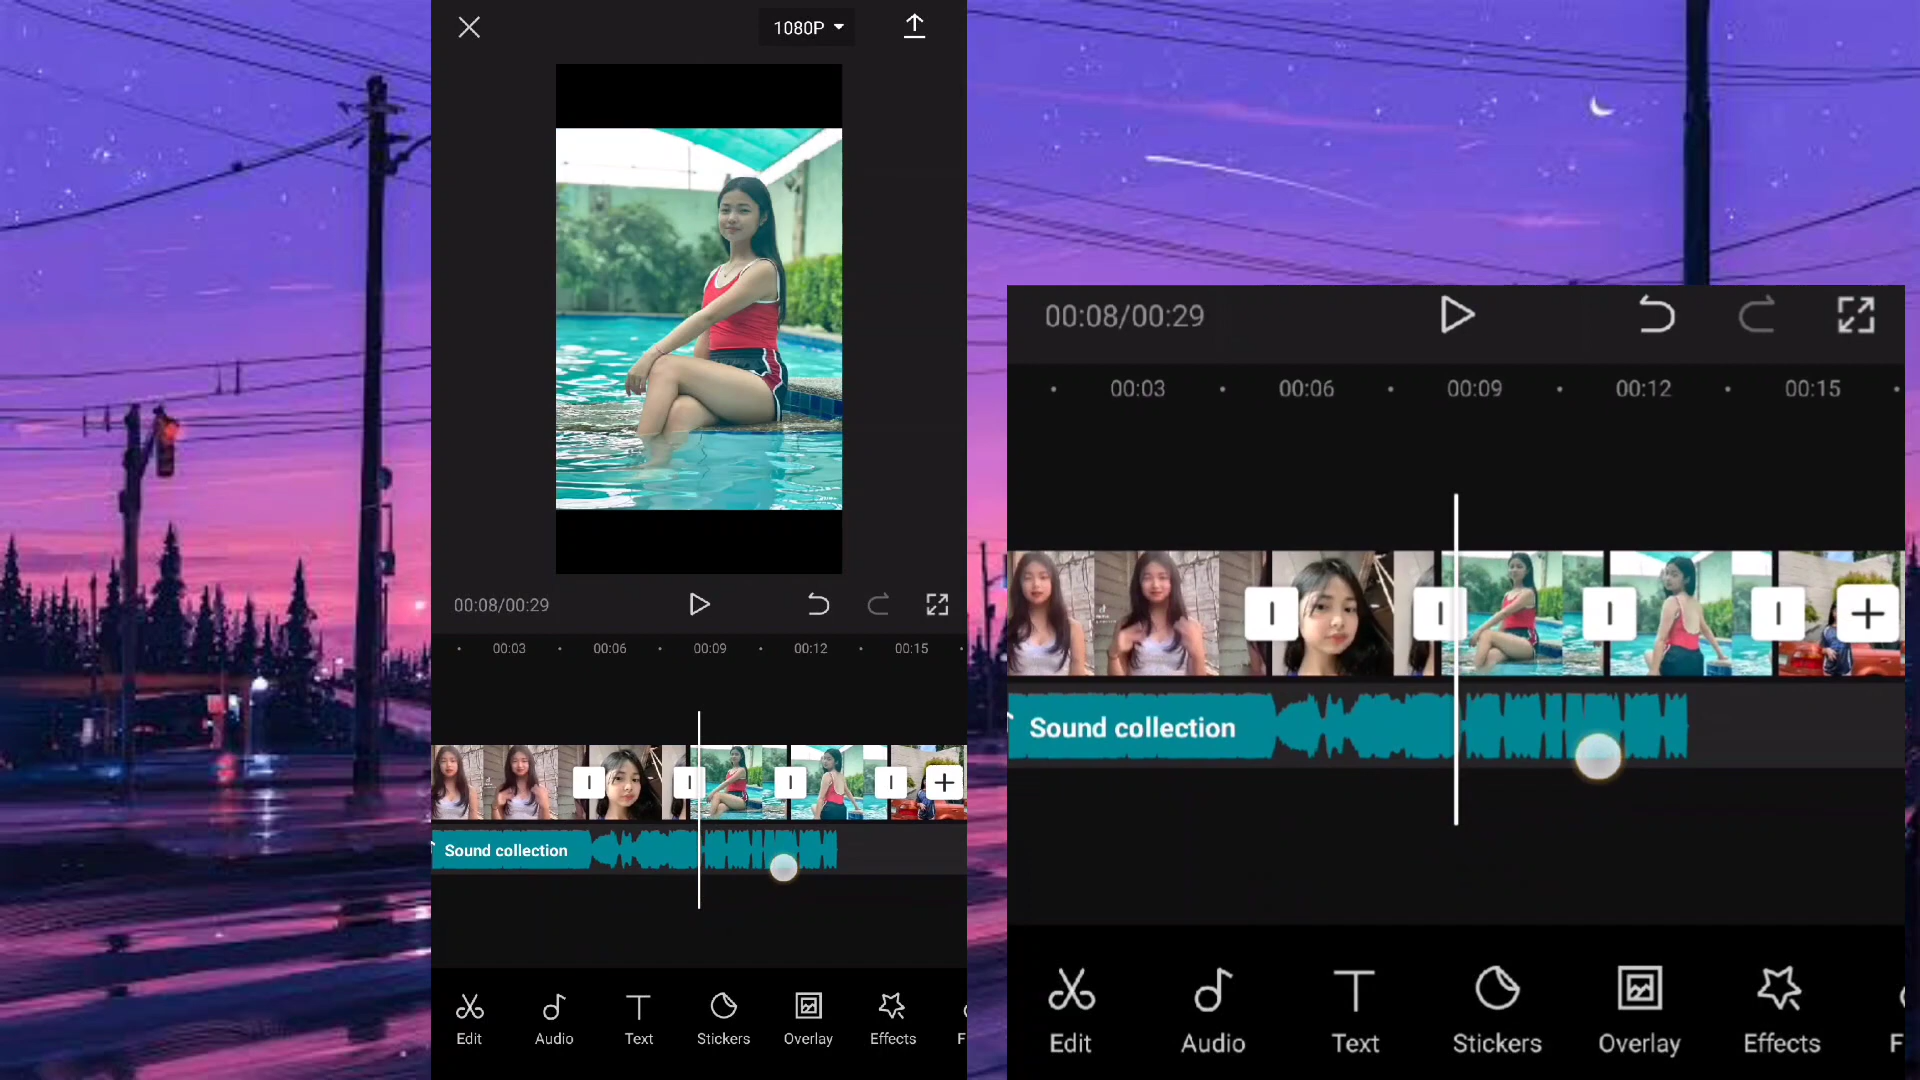 1080P
00:08/00:29
00:03 00:06 00:09 00:12 00:15
Sound collection
Edit Audio Text Stickers Overlay Effects F
00:08/00:29
00:03 00:06 00:09 00:12 00:15
Sound collection
Edit Audio Text Stickers Overlay Effects F